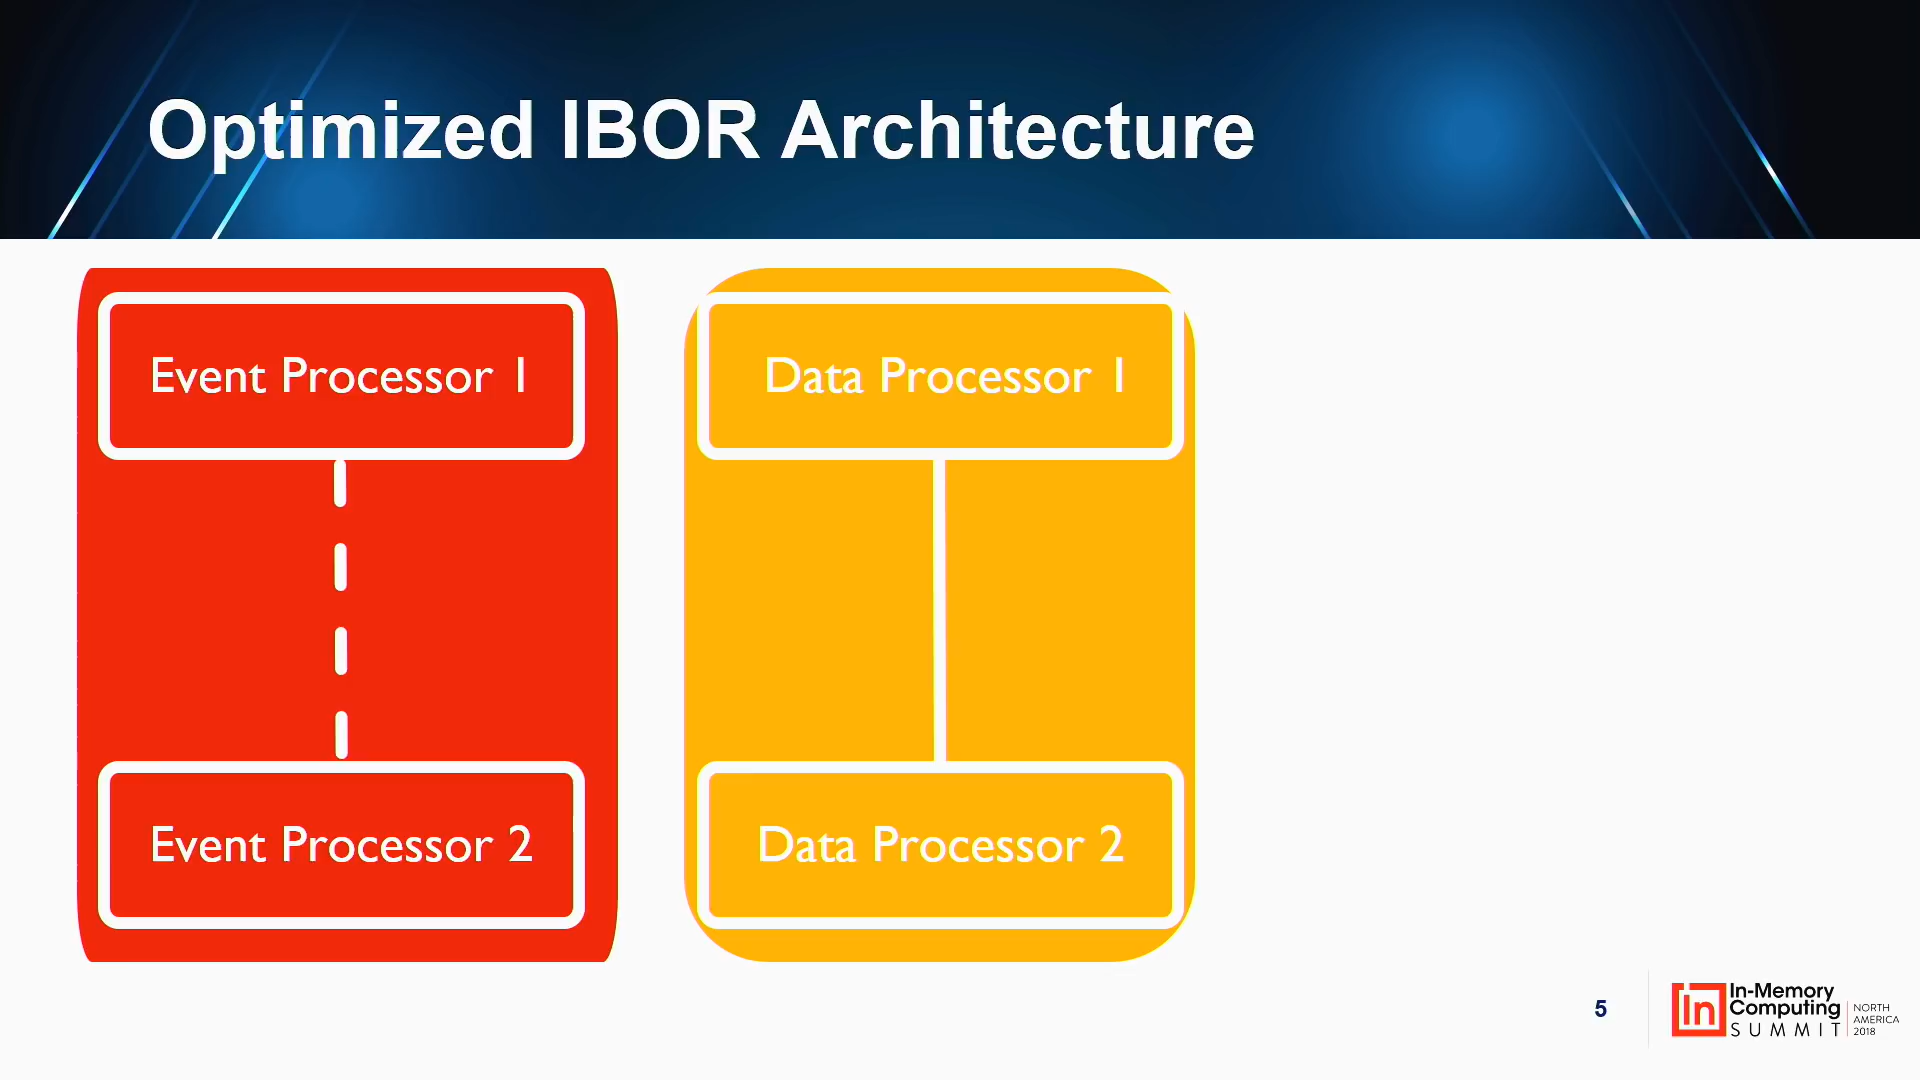 Optimized IBOR Architecture
Event Processor 1
Data Processor 1
Event Processor 2
Data Processor 2
5
In
In-Memory
Computing
SUMMIT
NORTH
AMERICA
2018